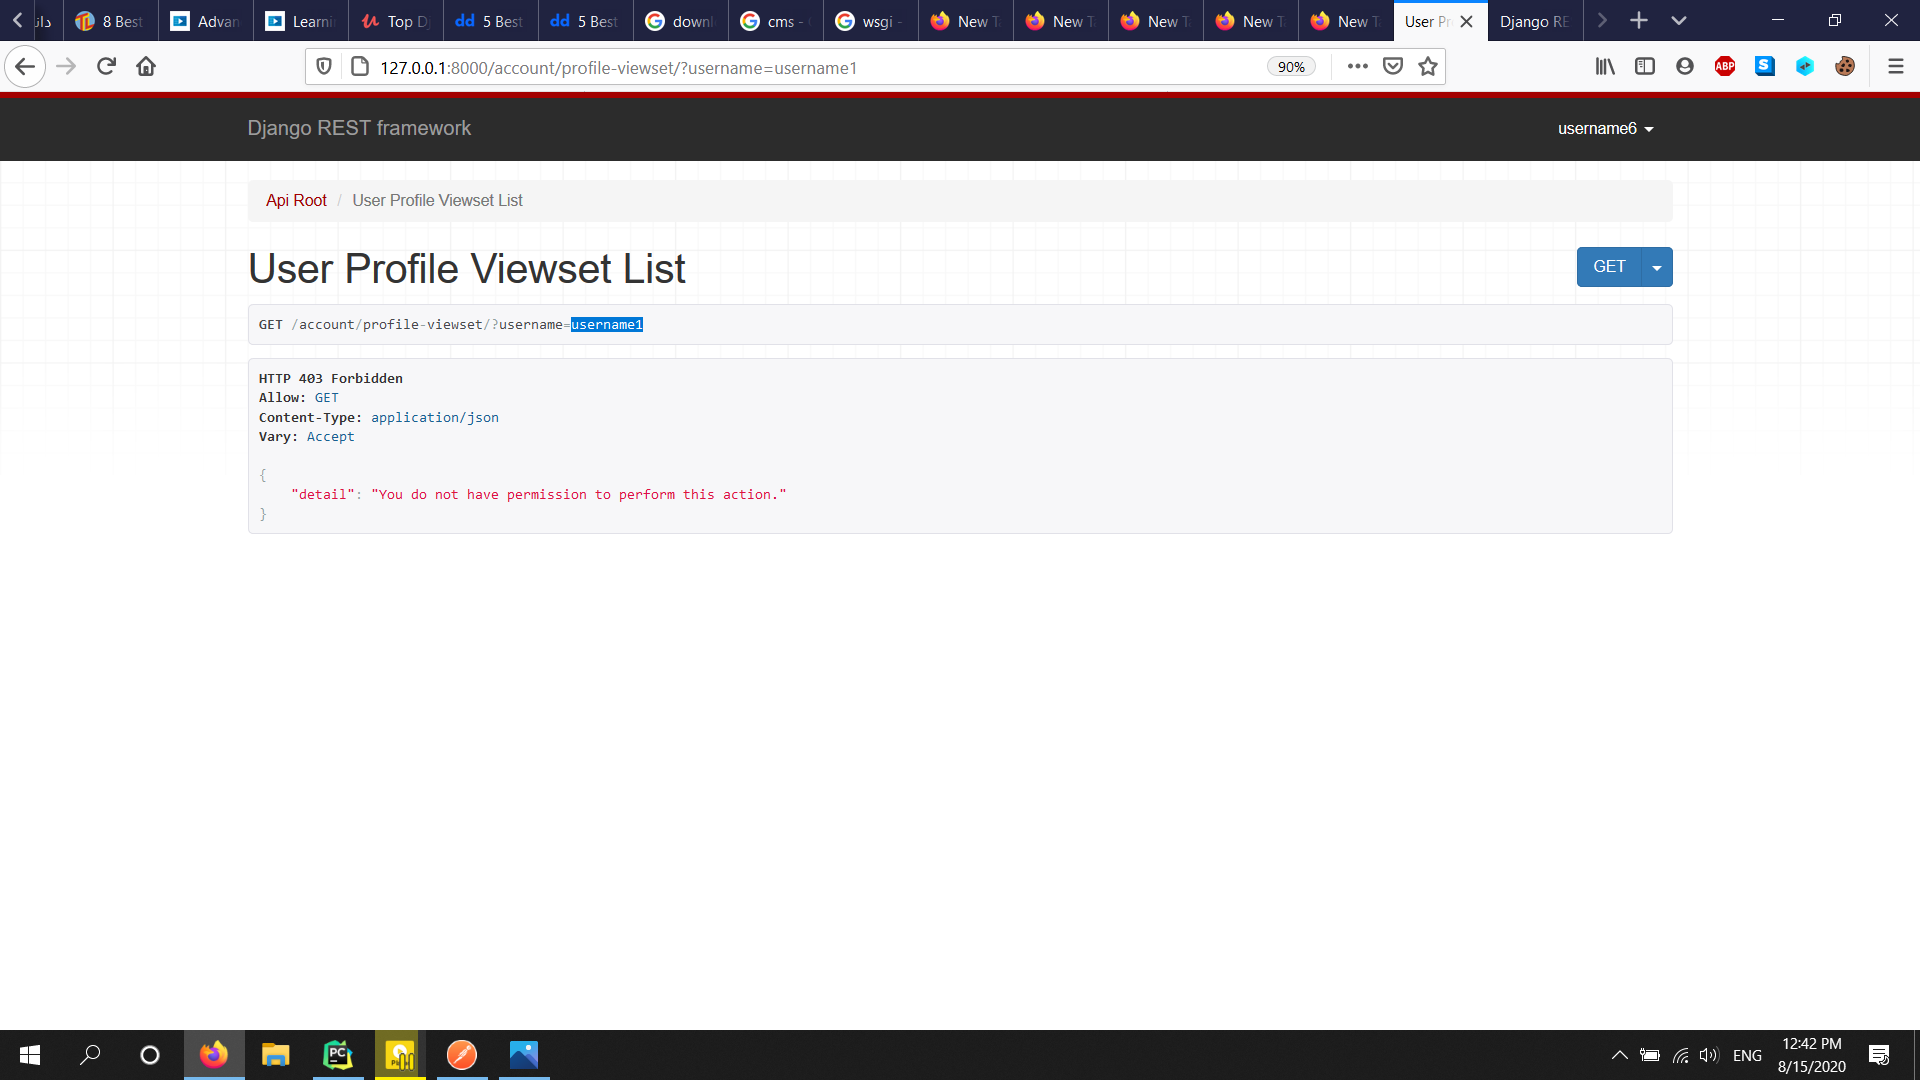 8 Best
Advan
Learni
Top Dj
5 Best
5 Best
downl
cms -
wsgi -
New T
New T
New T
New T
New T
User Pr
Django RE
127.0.0.1:8000/account/profile-viewset/?username=username1
90%
ABP
S
Django REST framework
username6
Api Root / User Profile Viewset List
User Profile Viewset List
GET
GET /account/profile-viewset/?username=username1
HTTP 403 Forbidden
Allow: GET
Content-Type: application/json
Vary: Accept
{
"detail": "You do not have permission to perform this action."
}
PC
ENG
12:42 PM
8/15/2020